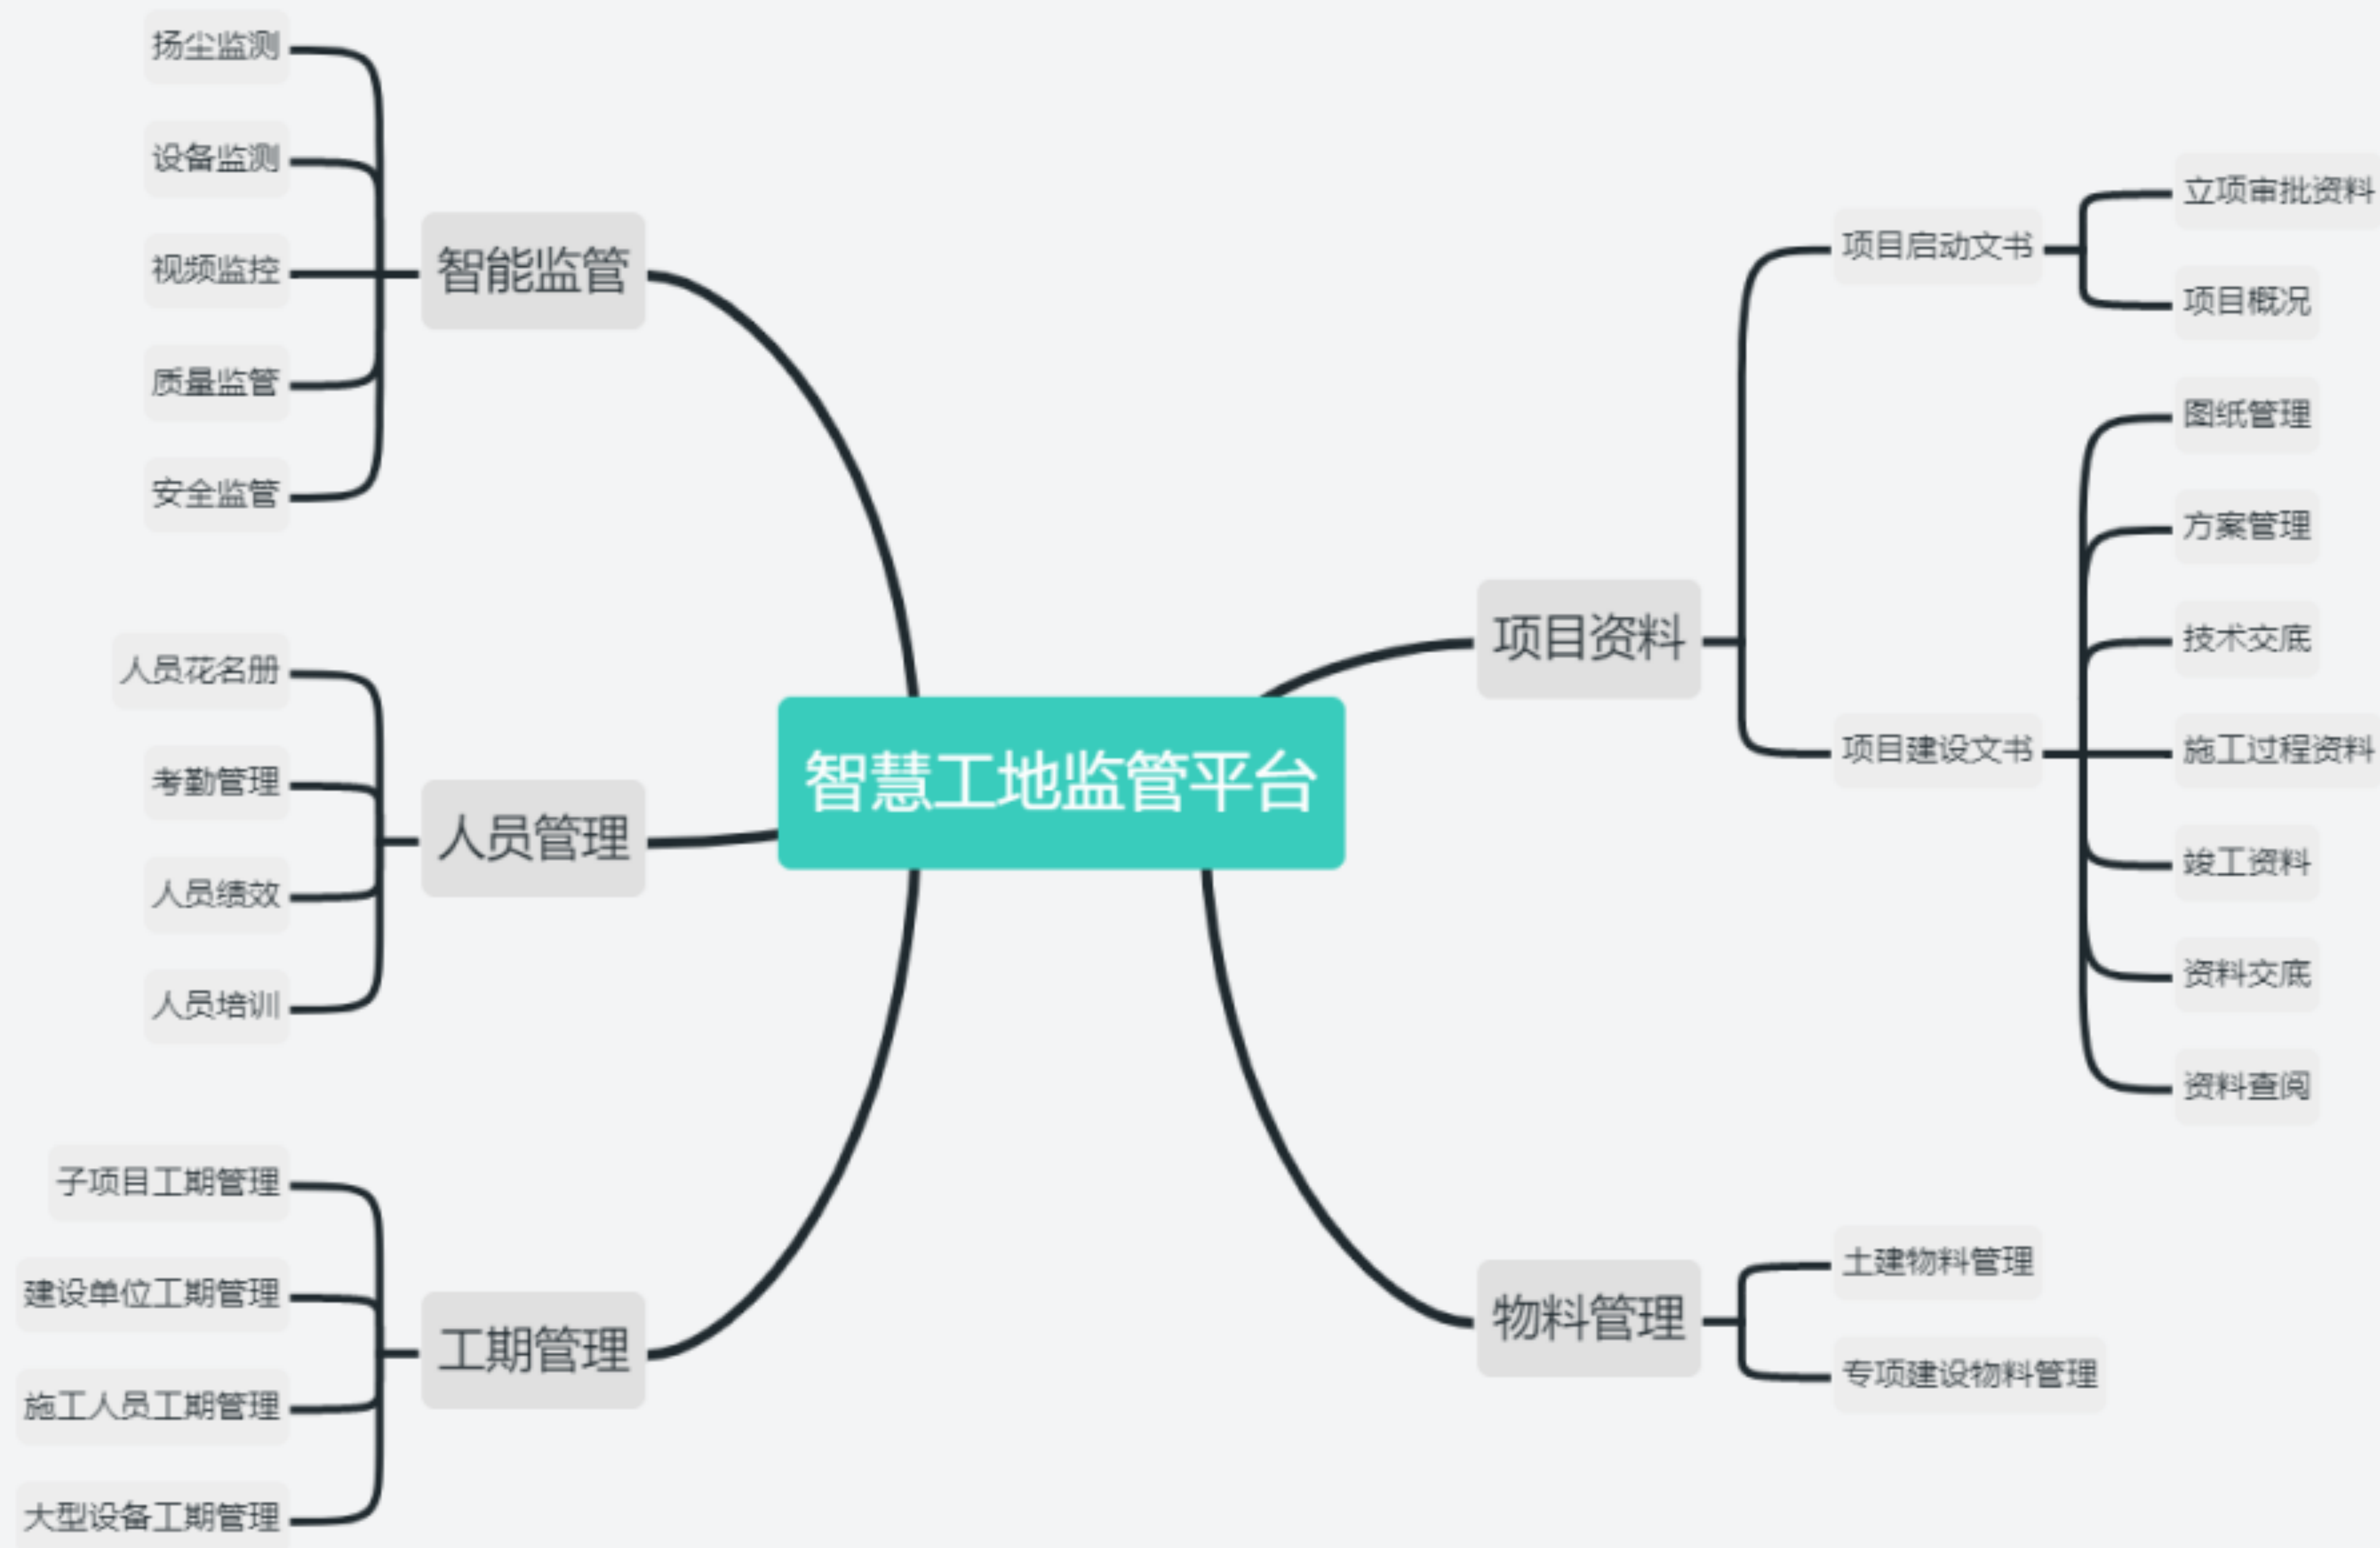 扬尘监测
设备监测
视频监控
质量监管
安全监管
智能监管
人员花名册
考勤管理
人员绩效
人员培训
人员管理
子项目工期管理
建设单位工期管理
施工人员工期管理
大型设备工期管理
工期管理
智慧工地监管平台
项目资料
项目启动文书
立项审批资料
项目概况
项目建设文书
图纸管理
方案管理
技术交底
施工过程资料
竣工资料
资料交底
资料查阅
物料管理
土建物料管理
专项建设物料管理